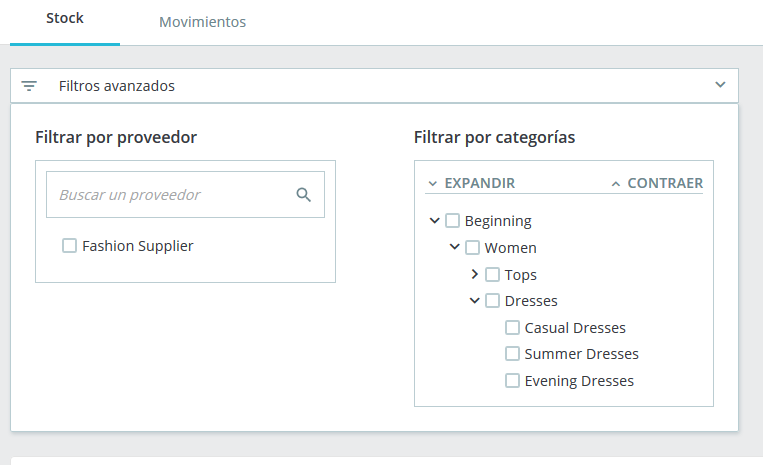 Stock
Movimientos
Filtros avanzados
Filtrar por proveedor
Buscar un proveedor
Fashion Supplier
Filtrar por categorías
EXPANDIR
CONTRAER
Beginning
Women
Tops
Dresses
Casual Dresses
Summer Dresses
Evening Dresses